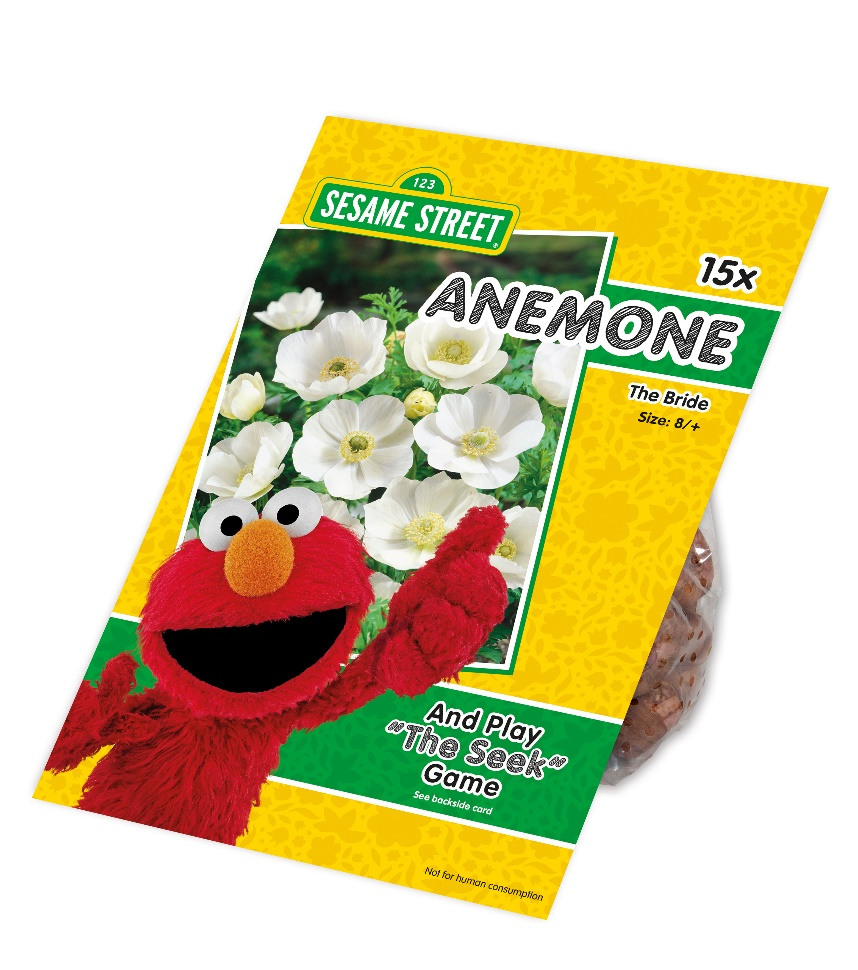 123
SESAME STREET®
15x
ANEMONE
The Bride
Size: 8/+
And Play
"The Seek"
Game
See backside card
Not for human consumption